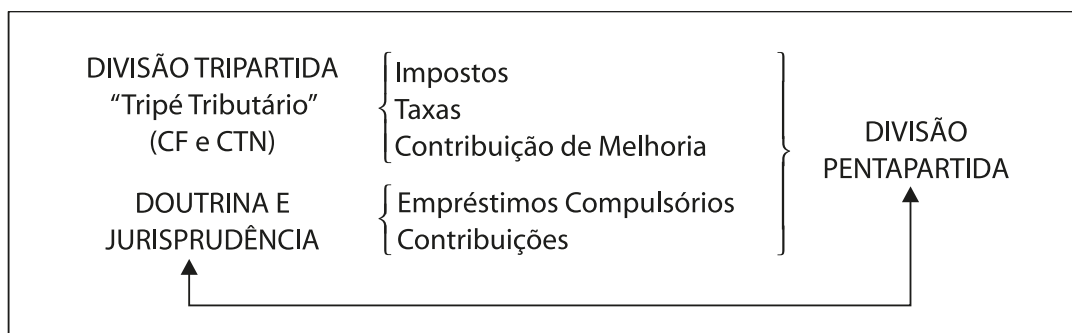 DIVISÃO TRIPARTIDA
“Tripé Tributário”
(CF e CTN)
Impostos
Taxas
Contribuição de Melhoria
DOUTRINA E
JURISPRUDÊNCIA
Empréstimos Compulsórios
Contribuições
DIVISÃO
PENTAPARTIDA